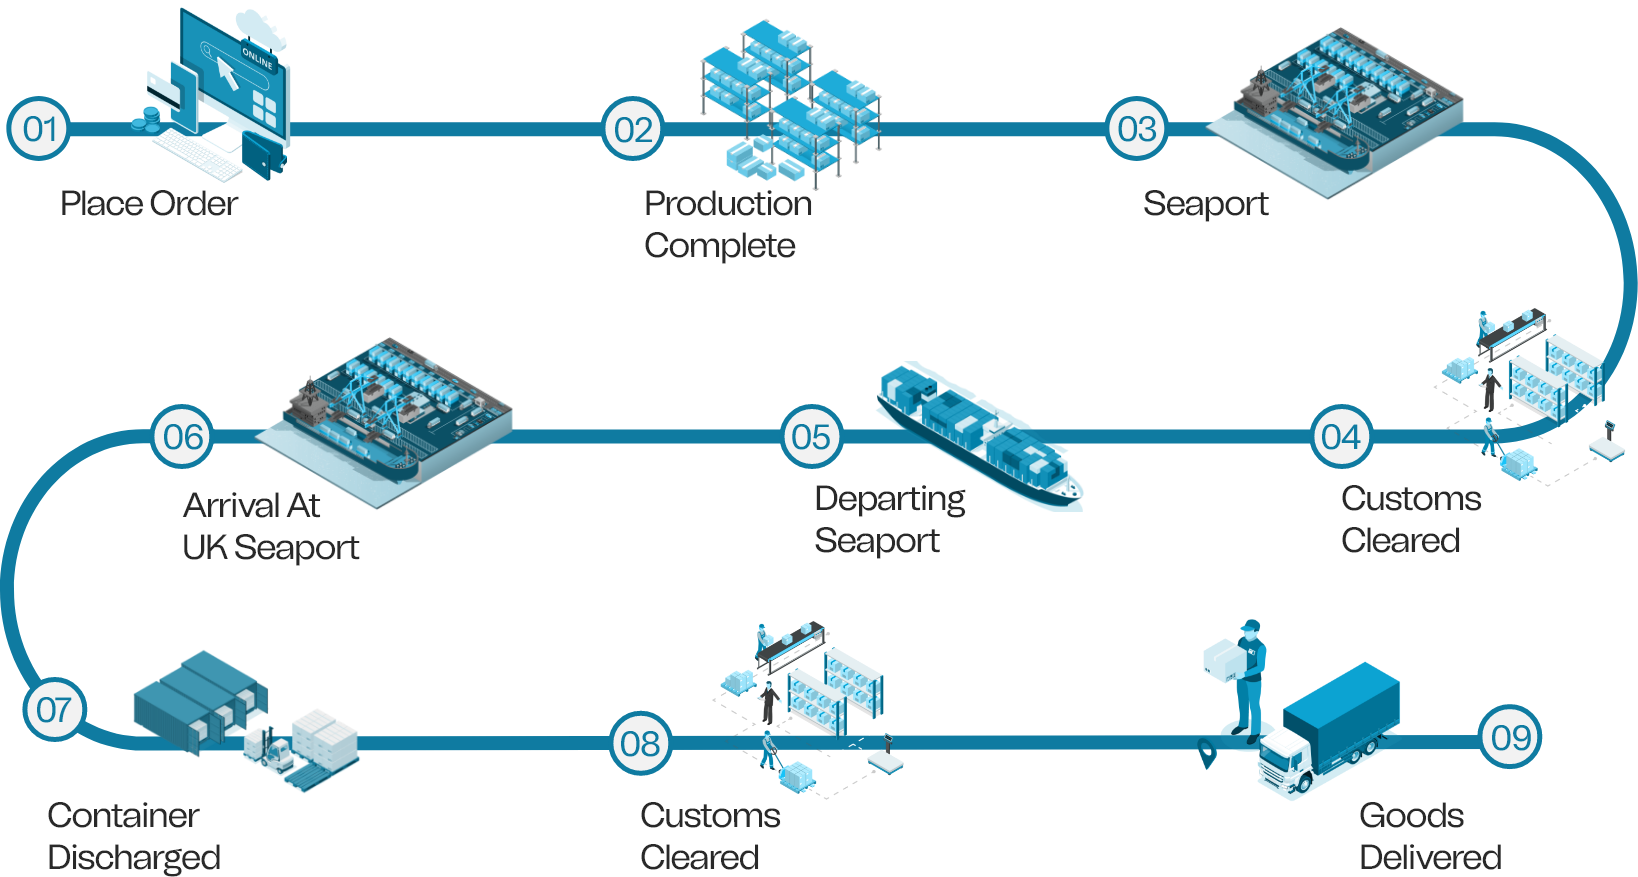 01
ONLINE
Place Order
02
Production
Complete
03
Seaport
04
Customs
Cleared
05
Departing
Seaport
06
Arrival At
UK Seaport
07
Container
Discharged
08
Customs
Cleared
09
Goods
Delivered